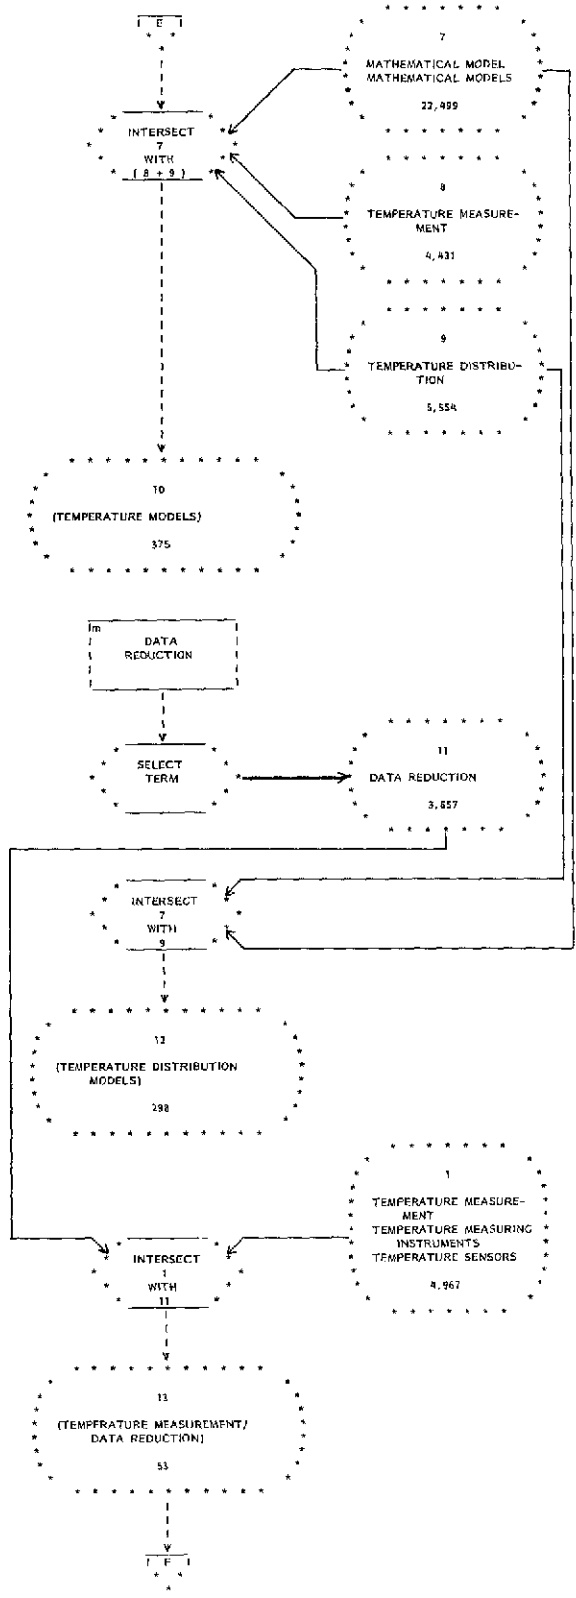 E
7
MATHEMATICAL MODEL
MATHEMATICAL MODELS
22,499
INTERSECT
7
WITH
( 8 + 9 )
8
TEMPERATURE MEASURE-
MENT
4,431
9
TEMPERATURE DISTRIBU-
TION
5,554
10
(TEMPERATURE MODELS)
375
m
DATA
REDUCTION
SELECT
TERM
11
DATA REDUCTION
3,657
INTERSECT
7
WITH
9
12
(TEMPERATURE DISTRIBUTION
MODELS)
298
1
TEMPERATURE MEASURE-
MENT
TEMPERATURE MEASURING
INSTRUMENTS
TEMPERATURE SENSORS
4,967
INTERSECT
1
WITH
11
13
(TEMPERATURE MEASUREMENT/
DATA REDUCTION)
53
F